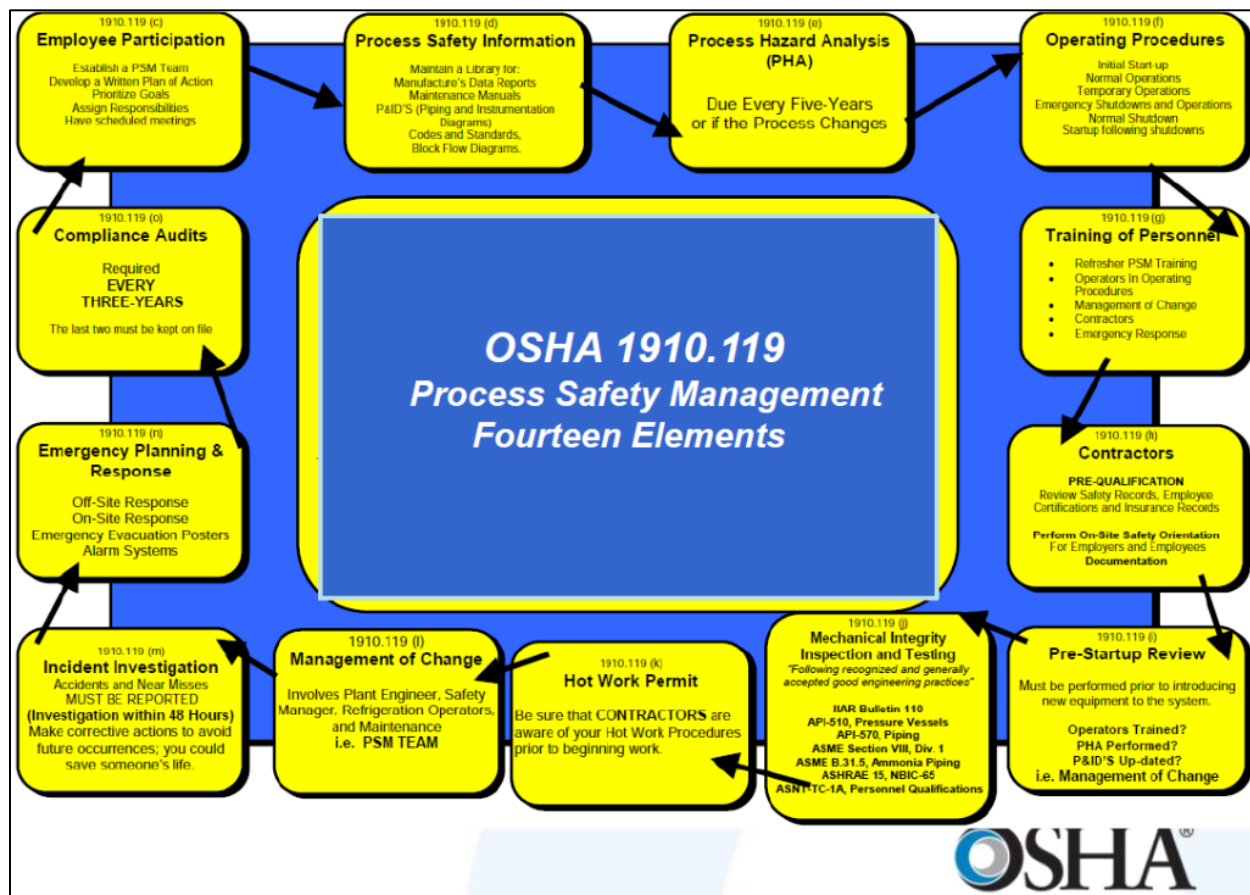 1910.119 (c)
Employee Participation
Establish a PSM Team
Develop a Written Plan of Action
Prioritize Goals
Assign Responsibilities
Have scheduled meetings
1910.119 (d)
Process Safety Information
Maintain a Library for:
Manufacture's Data Reports
Maintenance Manuals
P&ID'S (Piping and Instrumentation
Diagrams)
Codes and Standards,
Block Flow Diagrams.
1910.119 (e)
Process Hazard Analysis
(PHA)
Due Every Five-Years
or if the Process Changes
1910.119 (f)
Operating Procedures
Initial Start-up
Normal Operations
Temporary Operations
Emergency Shutdowns and Operations
Normal Shutdown
Startup following shutdowns
1910.119 (g)
Training of Personnel
• Refresher PSM Training
• Operators In Operating
Procedures
• Management of Change
• Contractors
• Emergency Response
1910.119 (h)
Contractors
PRE-QUALIFICATION
Review Safety Records, Employee
Certifications and Insurance Records
Perform On-Site Safety Orientation
For Employers and Employees
Documentation
1910.119 (i)
Pre-Startup Review
Must be performed prior to introducing
new equipment to the system.
Operators Trained?
PHA Performed?
P&ID'S Up-dated?
i.e. Management of Change
1910.119 (j)
Mechanical Integrity
Inspection and Testing
"Following recognized and generally
accepted good engineering practices"
IIAR Bulletin 110
API-510, Pressure Vessels
API-570, Piping
ASME Section VIII, Div. 1
ASME B.31.5, Ammonia Piping
ASHRAE 15, NBIC-65
ASNT-TC-1A, Personnel Qualifications
1910.119 (k)
Hot Work Permit
Be sure that CONTRACTORS are
aware of your Hot Work Procedures
prior to beginning work.
1910.119 (l)
Management of Change
Involves Plant Engineer, Safety
Manager, Refrigeration Operators,
and Maintenance
i.e. PSM TEAM
1910.119 (m)
Incident Investigation
Accidents and Near Misses
MUST BE REPORTED
(Investigation within 48 Hours)
Make corrective actions to avoid
future occurrences; you could
save someone's life.
1910.119 (n)
Emergency Planning &
Response
Off-Site Response
On-Site Response
Emergency Evacuation Posters
Alarm Systems
1910.119 (o)
Compliance Audits
Required
EVERY
THREE-YEARS
The last two must be kept on file
OSHA 1910.119
Process Safety Management
Fourteen Elements
OSHA®